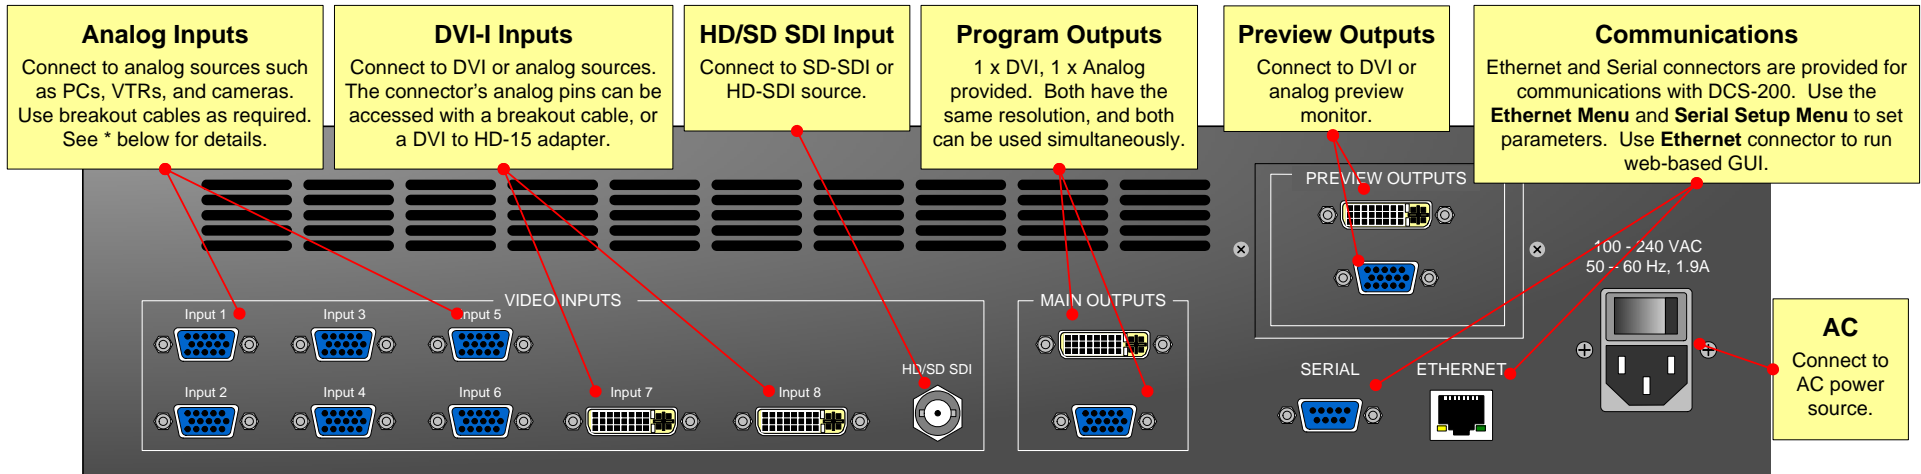 Analog Inputs
Connect to analog sources such
as PCs, VTRs, and cameras.
Use breakout cables as required.
See * below for details.
DVI-I Inputs
Connect to DVI or analog sources.
The connector's analog pins can be
accessed with a breakout cable, or
a DVI to HD-15 adapter.
HD/SD SDI Input
Connect to SD-SDI or
HD-SDI source.
Program Outputs
1 x DVI, 1 x Analog
provided. Both have the
same resolution, and both
can be used simultaneously.
Preview Outputs
Connect to DVI or
analog preview
monitor.
Communications
Ethernet and Serial connectors are provided for
communications with DCS-200. Use the
Ethernet Menu and Serial Setup Menu to set
parameters. Use Ethernet connector to run
web-based GUI.
PREVIEW OUTPUTS
100 - 240 VAC
50 – 60 Hz, 1.9A
VIDEO INPUTS
Input 1
Input 3
Input 5
Input 2
Input 4
Input 6
Input 7
Input 8
HD/SD SDI
MAIN OUTPUTS
SERIAL
ETHERNET
AC
Connect to
AC power
source.